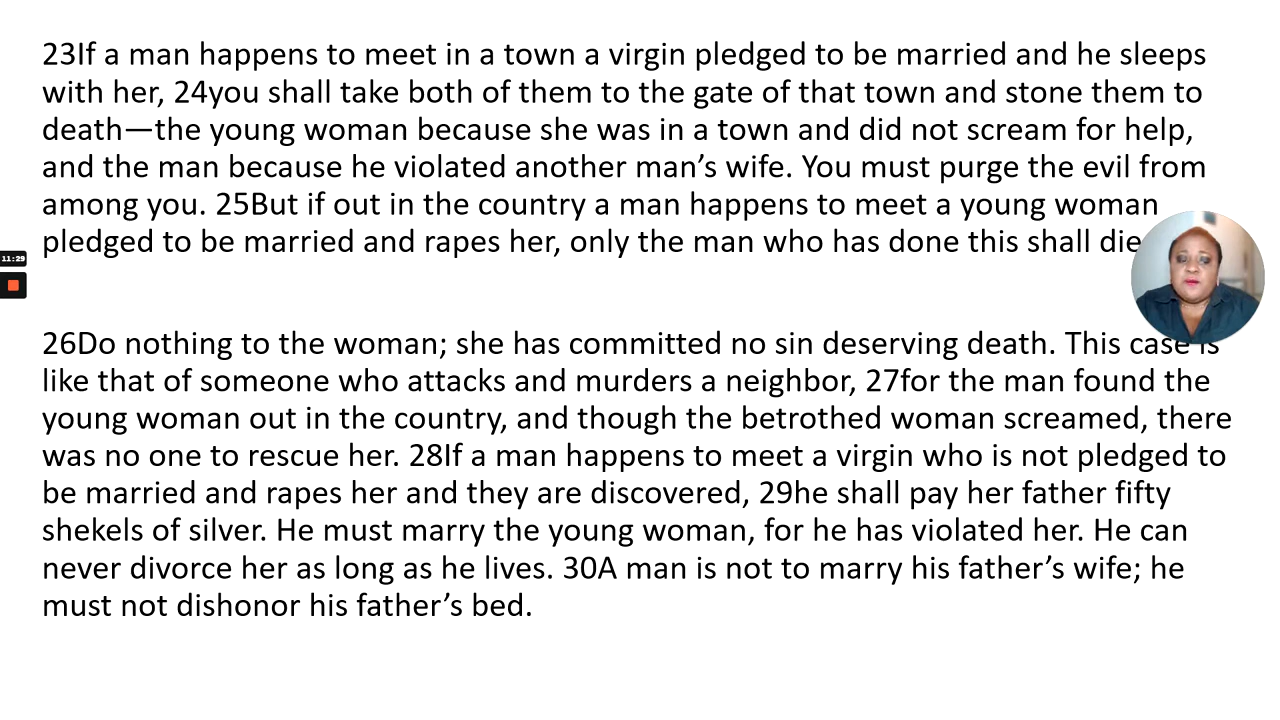 23If a man happens to meet in a town a virgin pledged to be married and he sleeps
with her, 24you shall take both of them to the gate of that town and stone them to
death—the young woman because she was in a town and did not scream for help,
and the man because he violated another man’s wife. You must purge the evil from
among you. 25But if out in the country a man happens to meet a young woman
pledged to be married and rapes her, only the man who has done this shall die
11:29
26Do nothing to the woman; she has committed no sin deserving death. This case is
like that of someone who attacks and murders a neighbor, 27for the man found the
young woman out in the country, and though the betrothed woman screamed, there
was no one to rescue her. 28If a man happens to meet a virgin who is not pledged to
be married and rapes her and they are discovered, 29he shall pay her father fifty
shekels of silver. He must marry the young woman, for he has violated her. He can
never divorce her as long as he lives. 30A man is not to marry his father’s wife; he
must not dishonor his father’s bed.